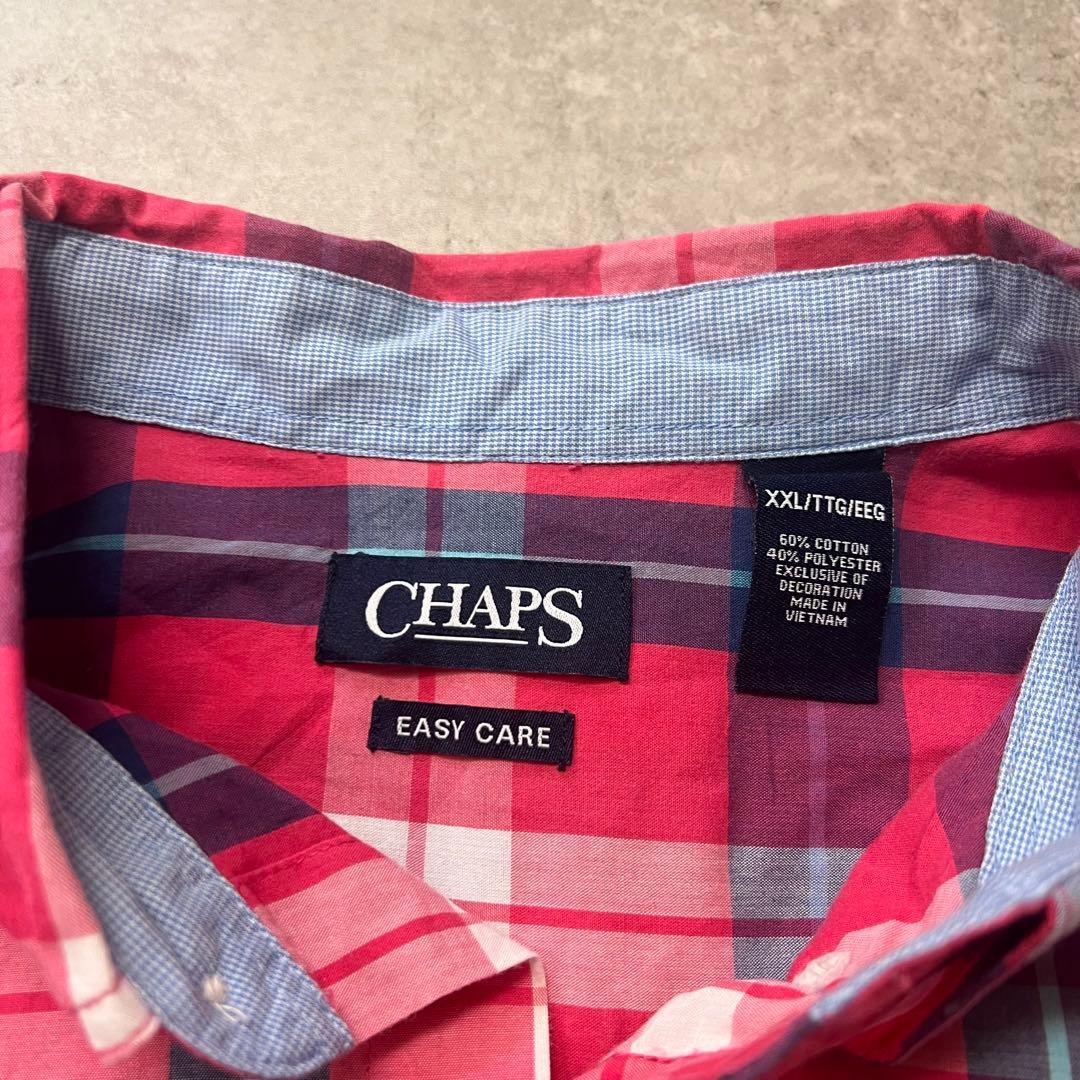 CHAPS
EASY CARE
XXL/TTG/EEG
60% COTTON
40% POLYESTER
EXCLUSIVE OF
DECORATION
MADE IN
VIETNAM